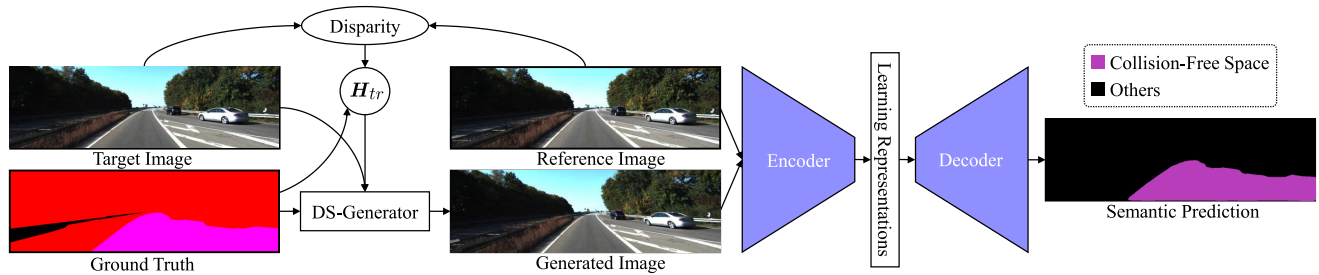 Disparity
H_tr
Target Image
Ground Truth
DS-Generator
Reference Image
Generated Image
Encoder
Learning Representations
Decoder
Collision-Free Space
Others
Semantic Prediction